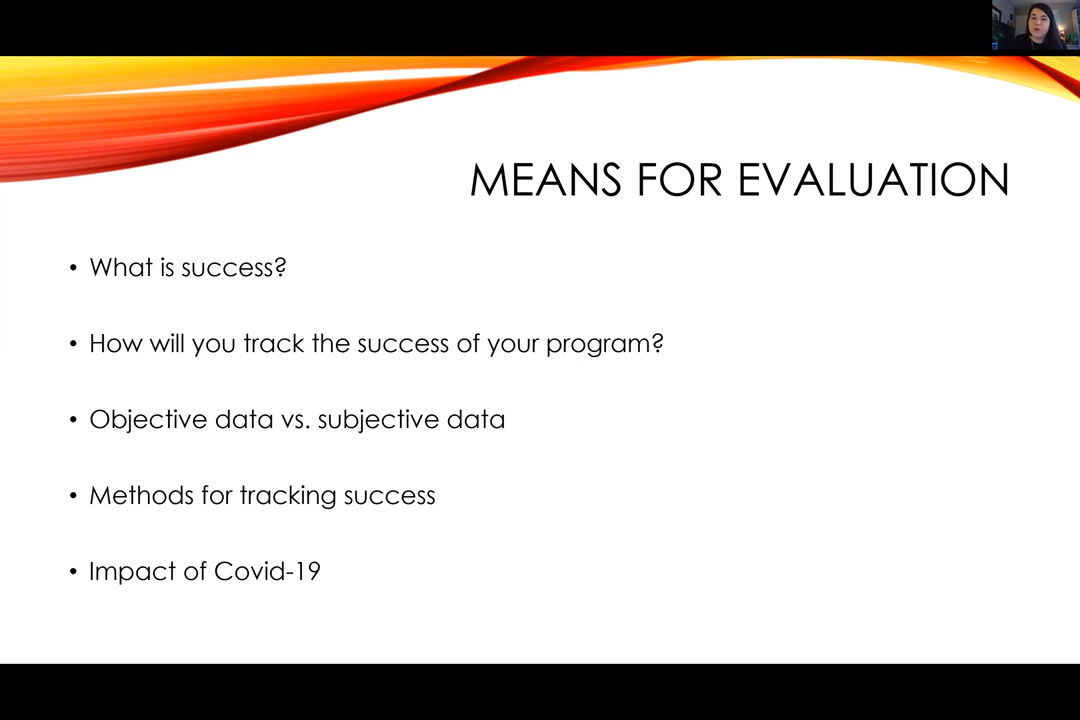 MEANS FOR EVALUATION
• What is success?
• How will you track the success of your program?
• Objective data vs. subjective data
• Methods for tracking success
• Impact of Covid-19